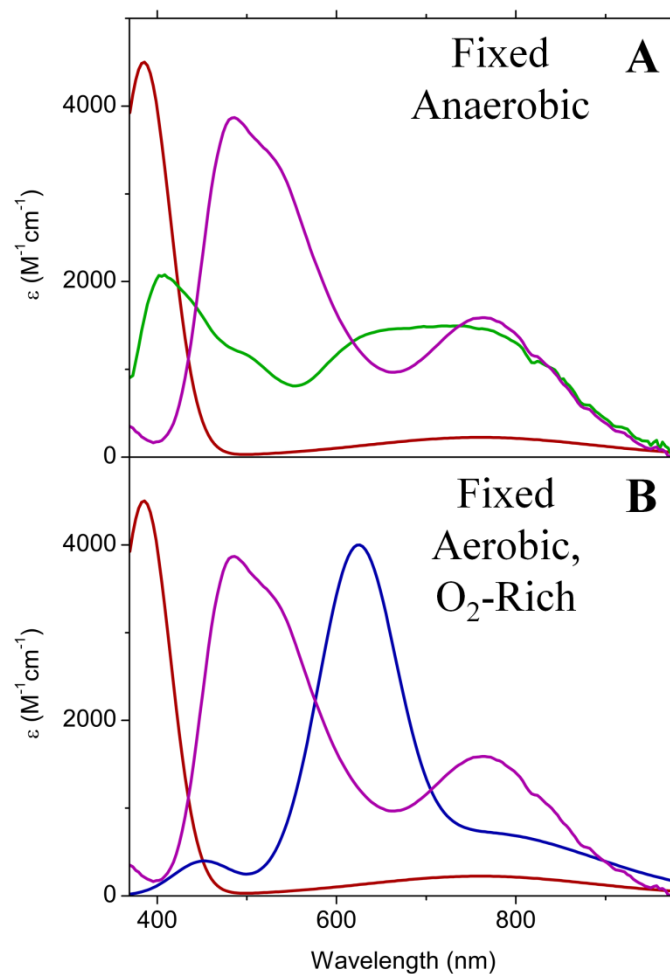 Fixed A
Anaerobic
4000
2000
0
ε (M⁻¹cm⁻¹)
Fixed B
Aerobic,
O₂-Rich
4000
2000
0
ε (M⁻¹cm⁻¹)
400 600 800
Wavelength (nm)